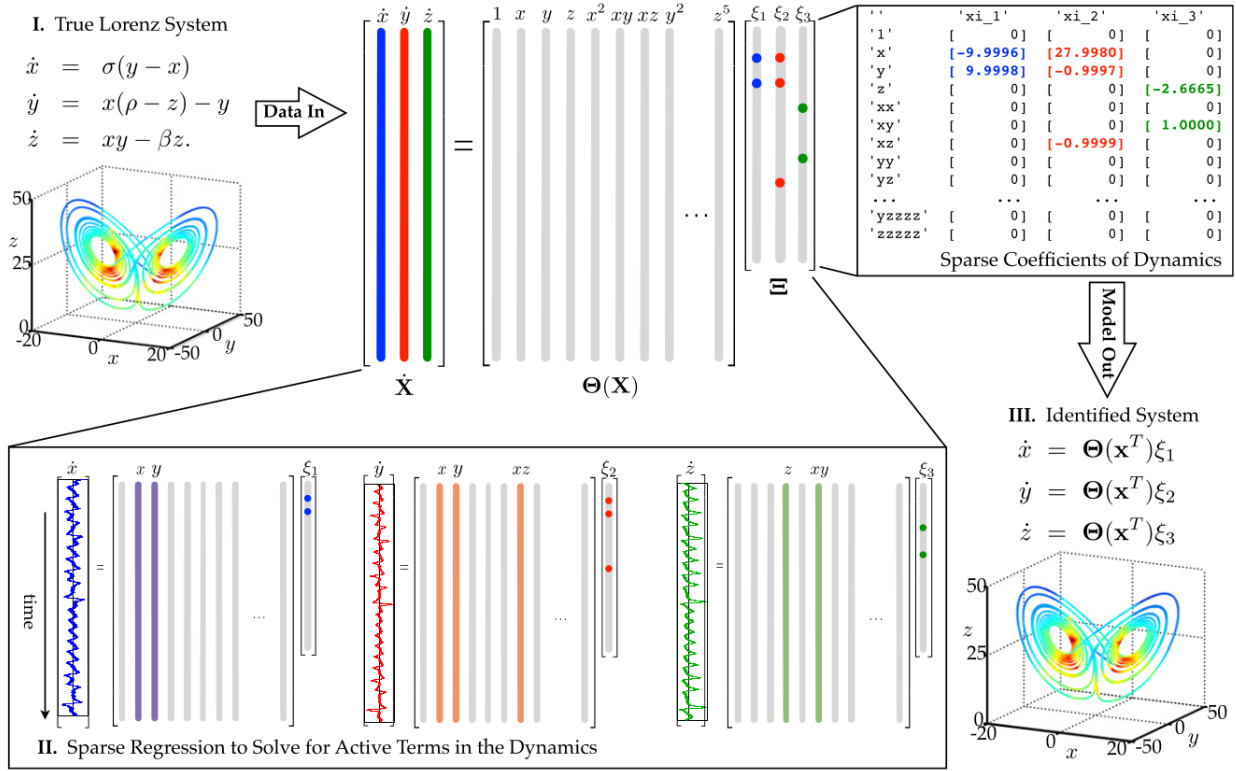 I. True Lorenz System
ẋ = σ(y − x)
ẏ = x(ρ − z) − y
ż = xy − βz.
Data In
50
25
0
z
-20
0
20
x
-50
0
50
y
ẋ ẏ ż
=
1 x y z x² xy xz y² z⁵
...
ξ₁ ξ₂ ξ₃
Ẋ
Θ(X)
Ξ
'' 'xi_1' 'xi_2' 'xi_3'
'1' [ 0] [ 0] [ 0]
'x' [-9.9996] [27.9980] [ 0]
'y' [ 9.9998] [-0.9997] [ 0]
'z' [ 0] [ 0] [-2.6665]
'xx' [ 0] [ 0] [ 0]
'xy' [ 0] [ 0] [ 1.0000]
'xz' [ 0] [-0.9999] [ 0]
'yy' [ 0] [ 0] [ 0]
'yz' [ 0] [ 0] [ 0]
... ... ... ...
'yzzzz' [ 0] [ 0] [ 0]
'zzzzz' [ 0] [ 0] [ 0]
Sparse Coefficients of Dynamics
Model Out
time
ẋ = x y ... ξ₁
ẏ = x y xz ... ξ₂
ż = z xy ... ξ₃
II. Sparse Regression to Solve for Active Terms in the Dynamics
III. Identified System
ẋ = Θ(xᵀ)ξ₁
ẏ = Θ(xᵀ)ξ₂
ż = Θ(xᵀ)ξ₃
50
25
0
z
-20
0
20
x
-50
0
50
y